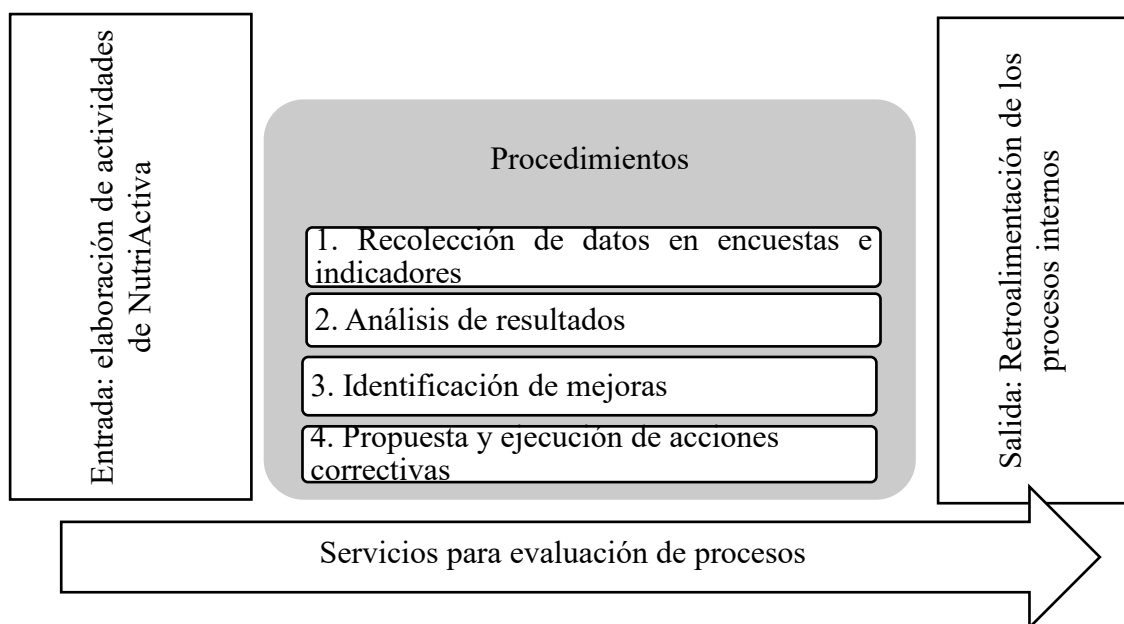 Entrada: elaboración de actividades
de NutriActiva
Procedimientos
1. Recolección de datos en encuestas e
indicadores
2. Análisis de resultados
3. Identificación de mejoras
4. Propuesta y ejecución de acciones
correctivas
Salida: Retroalimentación de los
procesos internos
Servicios para evaluación de procesos